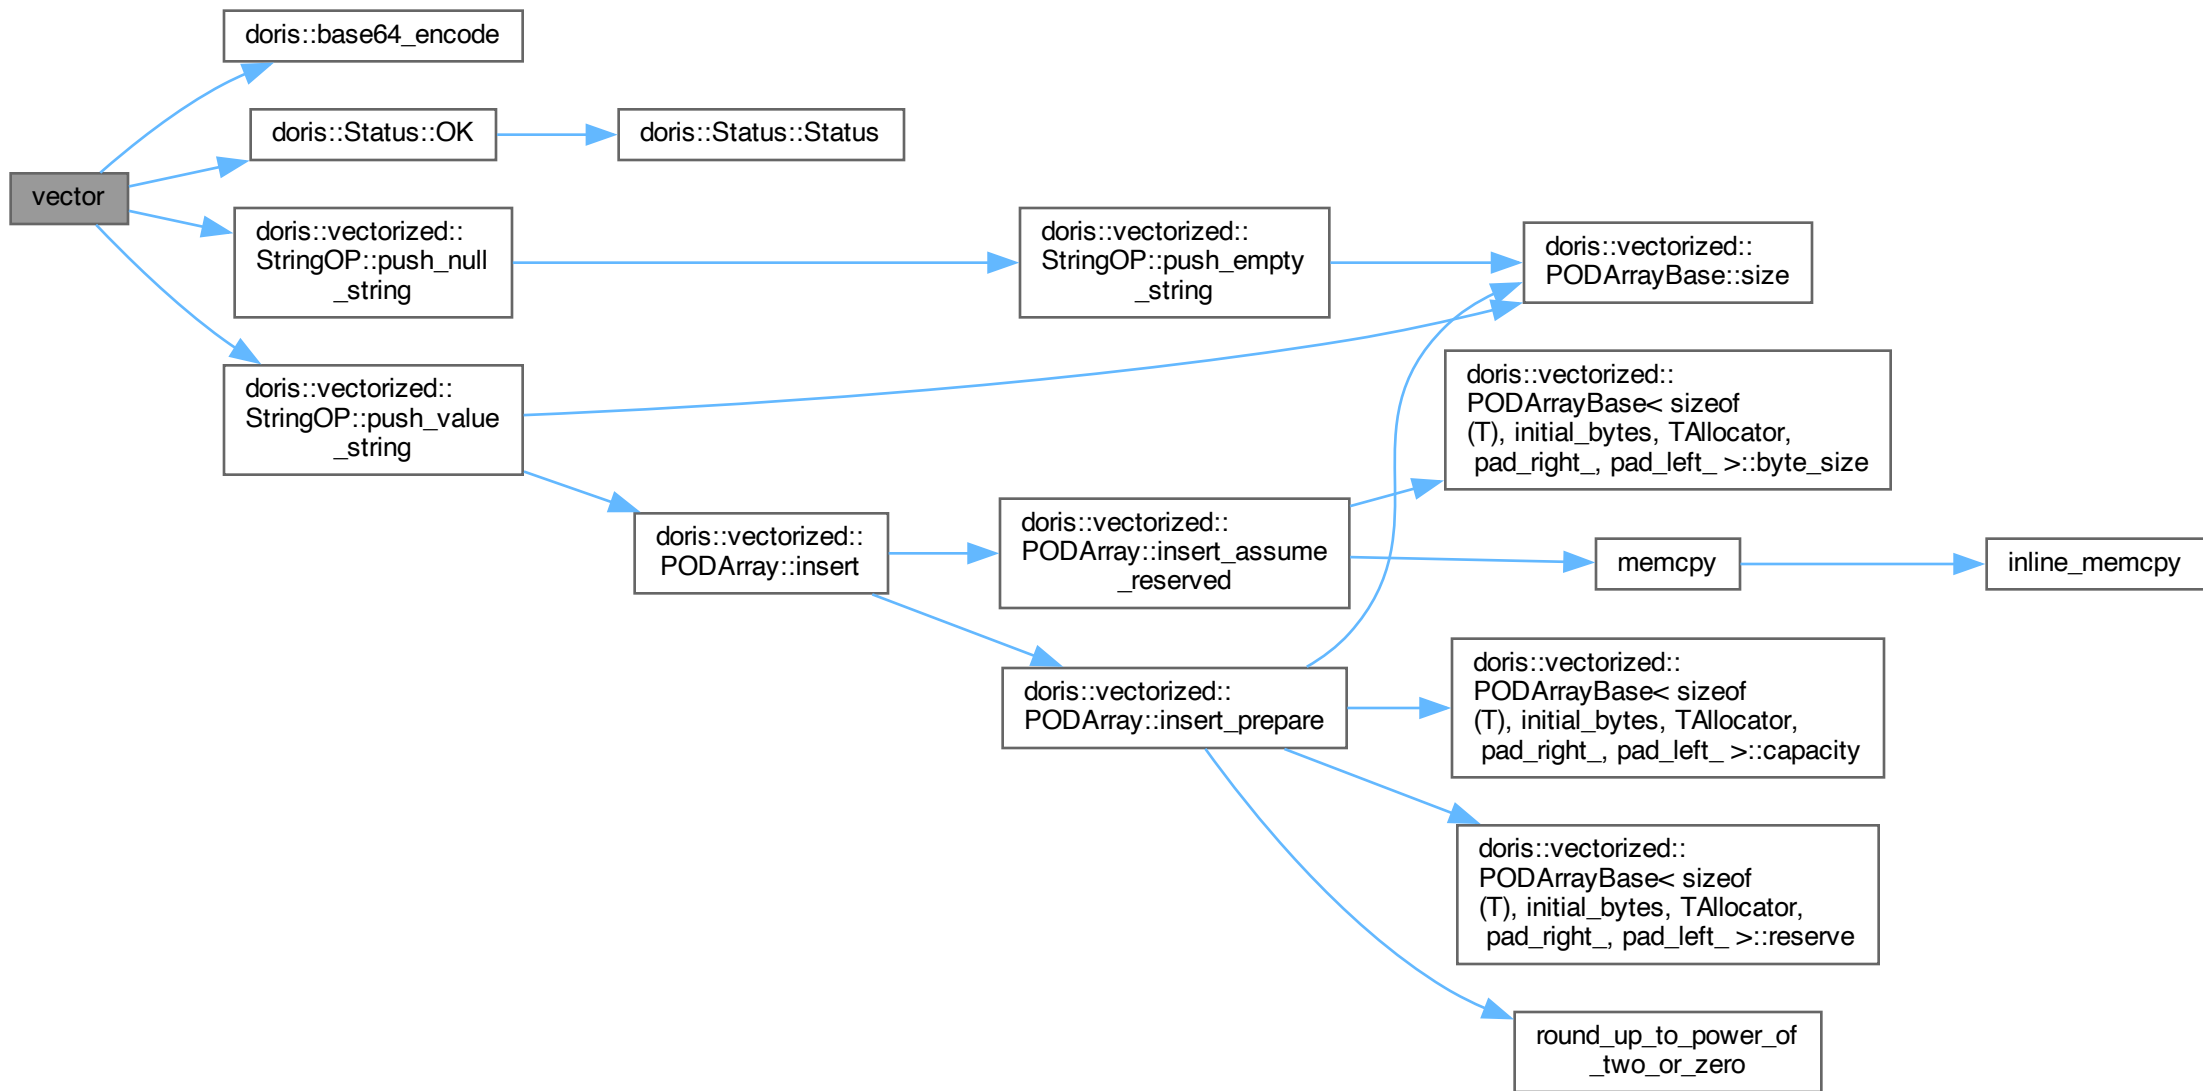 doris::base64_encode
doris::Status::OK
doris::Status::Status
vector
doris::vectorized::
StringOP::push_null
_string
doris::vectorized::
StringOP::push_empty
_string
doris::vectorized::
PODArrayBase::size
doris::vectorized::
StringOP::push_value
_string
doris::vectorized::
PODArrayBase< sizeof
(T), initial_bytes, TAllocator,
pad_right_, pad_left_ >::byte_size
doris::vectorized::
PODArray::insert
doris::vectorized::
PODArray::insert_assume
_reserved
memcpy
inline_memcpy
doris::vectorized::
PODArray::insert_prepare
doris::vectorized::
PODArrayBase< sizeof
(T), initial_bytes, TAllocator,
pad_right_, pad_left_ >::capacity
doris::vectorized::
PODArrayBase< sizeof
(T), initial_bytes, TAllocator,
pad_right_, pad_left_ >::reserve
round_up_to_power_of
_two_or_zero